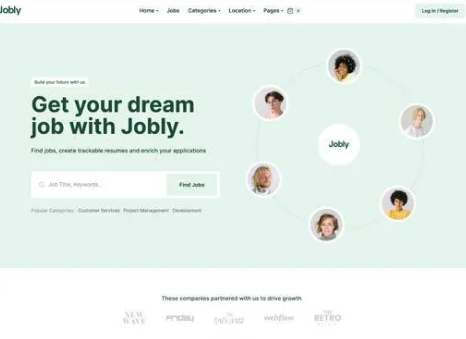 Jobly
Home
Jobs
Categories
Location
Pages
Log In / Register
Build your future with us
Get your dream
job with Jobly.
Find jobs, create trackable resumes and enrich your applications
Job Title, Keywords...
Find Jobs
Popular Categories:
Customer Services
Project Management
Development
Jobly
These companies partnered with us to drive growth
NEW
WAVE
webflow
THE
RETRO